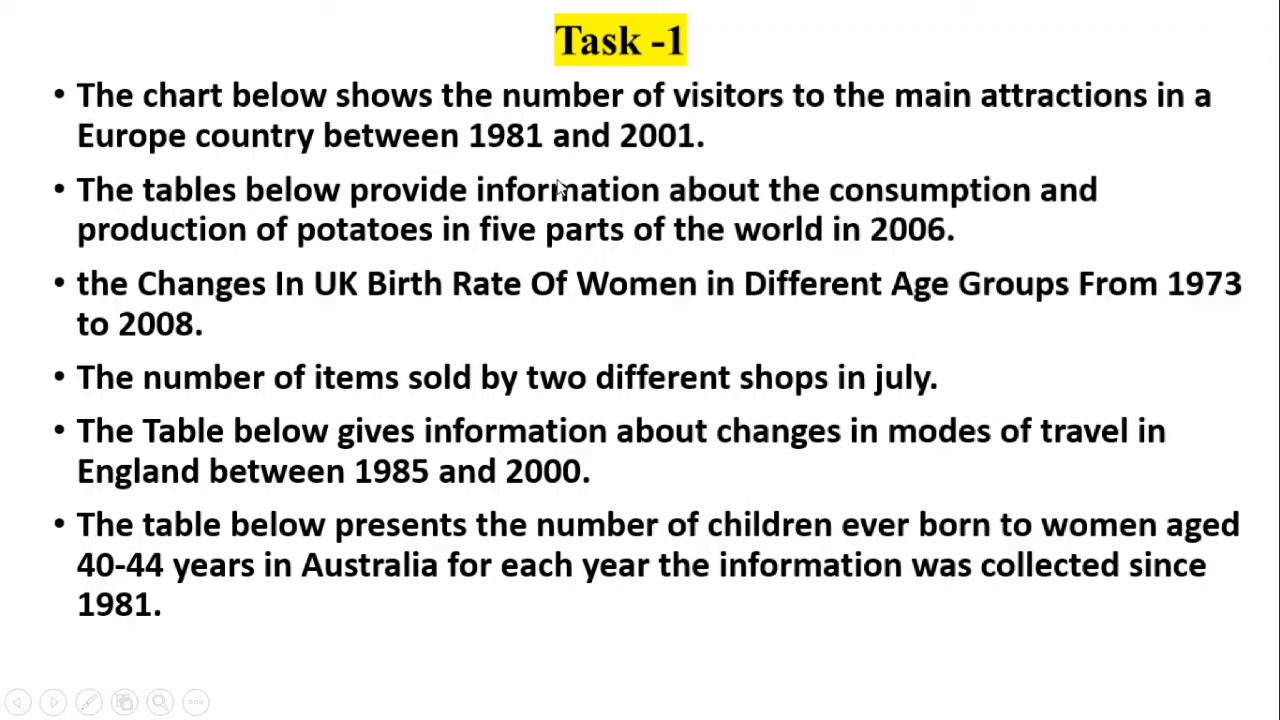 Task -1
• The chart below shows the number of visitors to the main attractions in a
Europe country between 1981 and 2001.
• The tables below provide information about the consumption and
production of potatoes in five parts of the world in 2006.
• the Changes In UK Birth Rate Of Women in Different Age Groups From 1973
to 2008.
• The number of items sold by two different shops in july.
• The Table below gives information about changes in modes of travel in
England between 1985 and 2000.
• The table below presents the number of children ever born to women aged
40-44 years in Australia for each year the information was collected since
1981.